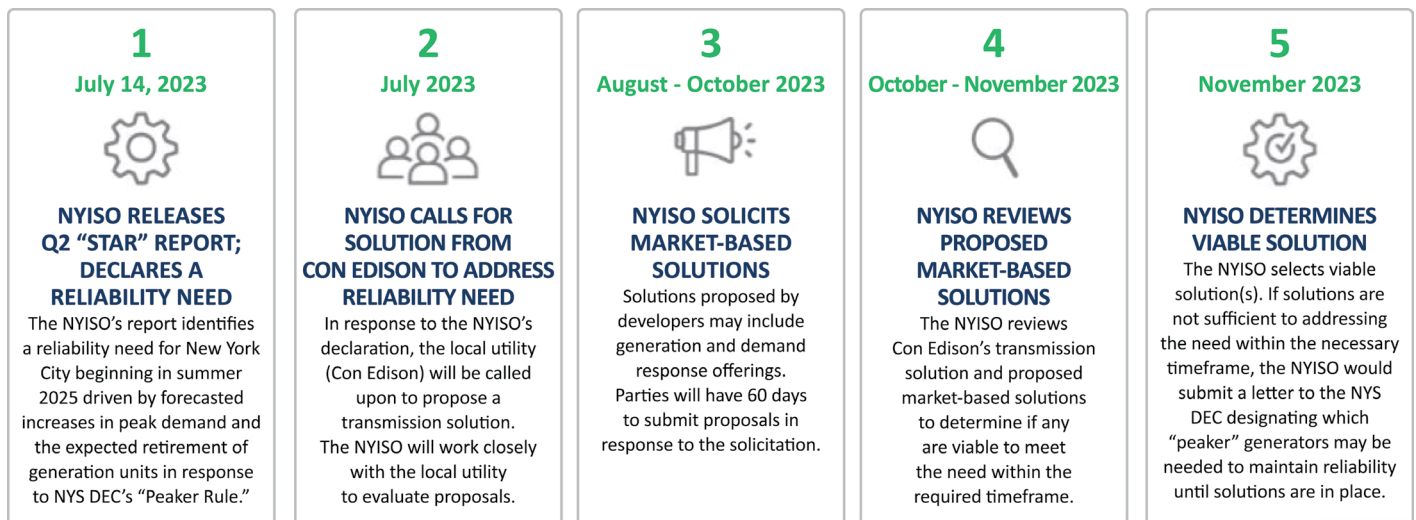 1
July 14, 2023
NYISO RELEASES
Q2 “STAR” REPORT;
DECLARES A
RELIABILITY NEED
The NYISO’s report identifies
a reliability need for New York
City beginning in summer
2025 driven by forecasted
increases in peak demand and
the expected retirement of
generation units in response
to NYS DEC’s “Peaker Rule.”
2
July 2023
NYISO CALLS FOR
SOLUTION FROM
CON EDISON TO ADDRESS
RELIABILITY NEED
In response to the NYISO’s
declaration, the local utility
(Con Edison) will be called
upon to propose a
transmission solution.
The NYISO will work closely
with the local utility
to evaluate proposals.
3
August - October 2023
NYISO SOLICITS
MARKET-BASED
SOLUTIONS
Solutions proposed by
developers may include
generation and demand
response offerings.
Parties will have 60 days
to submit proposals in
response to the solicitation.
4
October - November 2023
NYISO REVIEWS
PROPOSED
MARKET-BASED
SOLUTIONS
The NYISO reviews
Con Edison’s transmission
solution and proposed
market-based solutions
to determine if any
are viable to meet
the need within the
required timeframe.
5
November 2023
NYISO DETERMINES
VIABLE SOLUTION
The NYISO selects viable
solution(s). If solutions are
not sufficient to addressing
the need within the necessary
timeframe, the NYISO would
submit a letter to the NYS
DEC designating which
“peaker” generators may be
needed to maintain reliability
until solutions are in place.